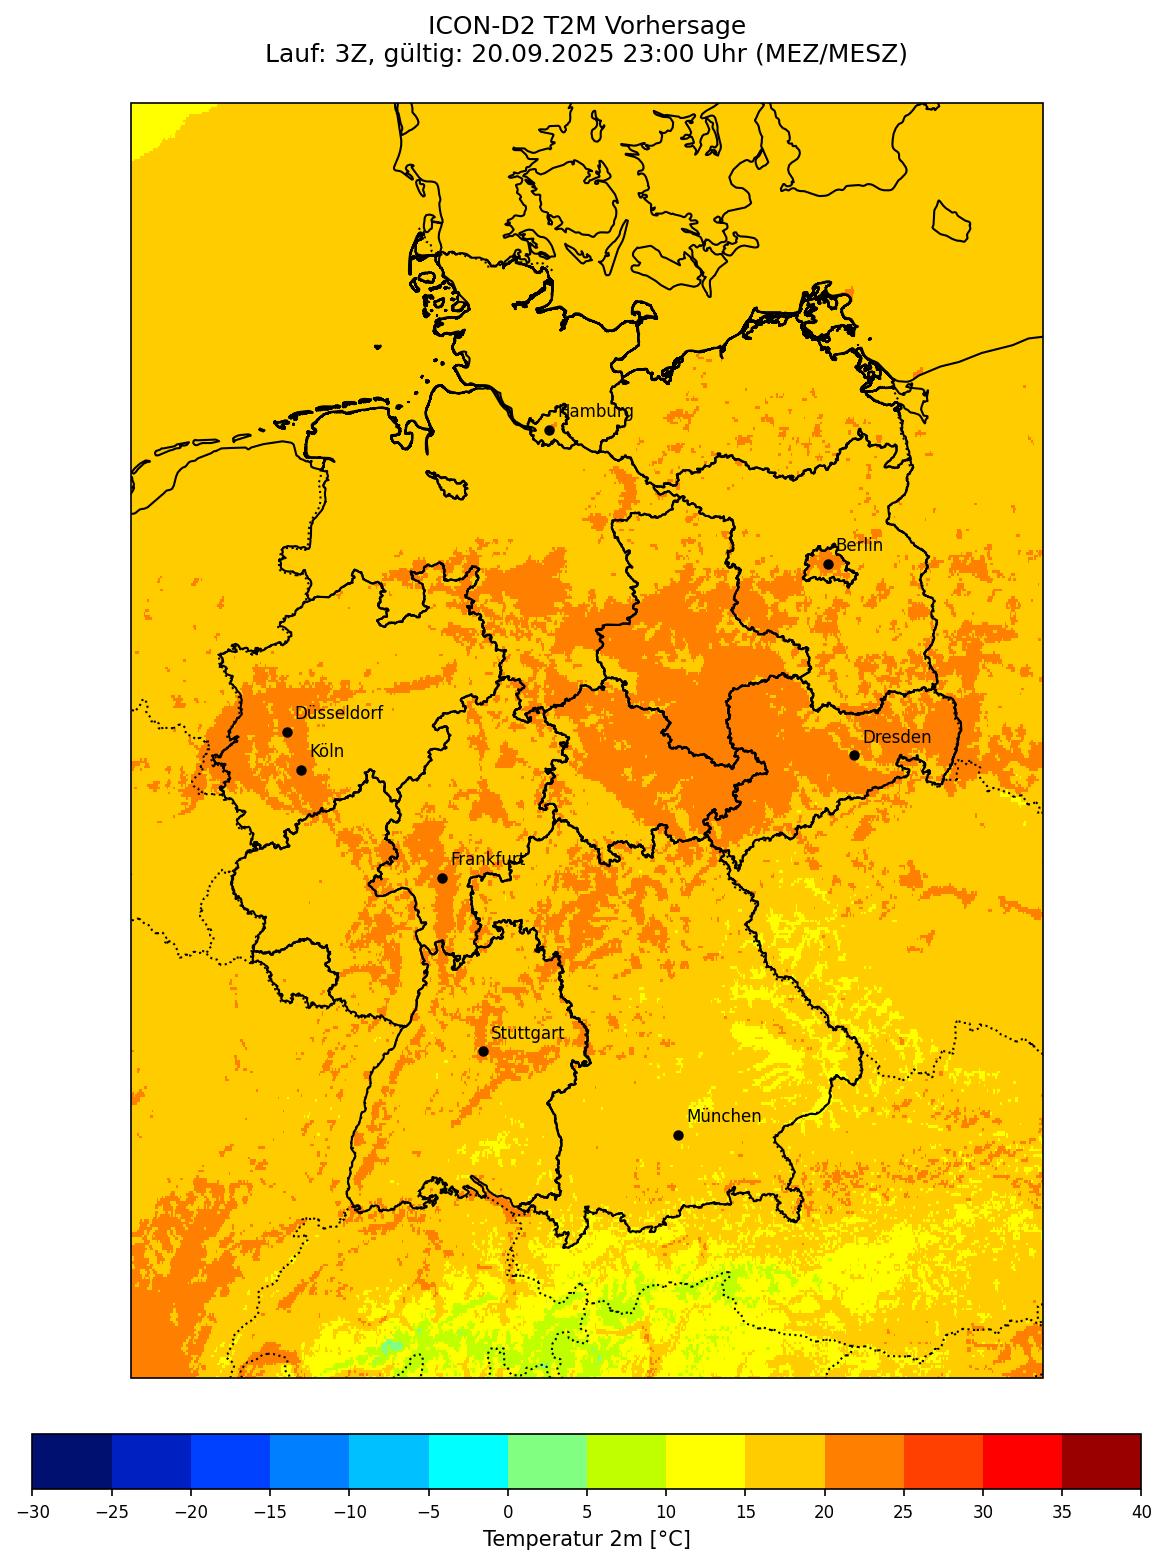 ICON-D2 T2M Vorhersage
Lauf: 3Z, gültig: 20.09.2025 23:00 Uhr (MEZ/MESZ)
Hamburg
Berlin
Düsseldorf
Dresden
Köln
Frankfurt
Stuttgart
München
−30 −25 −20 −15 −10 −5 0 5 10 15 20 25 30 35 40
Temperatur 2m [°C]